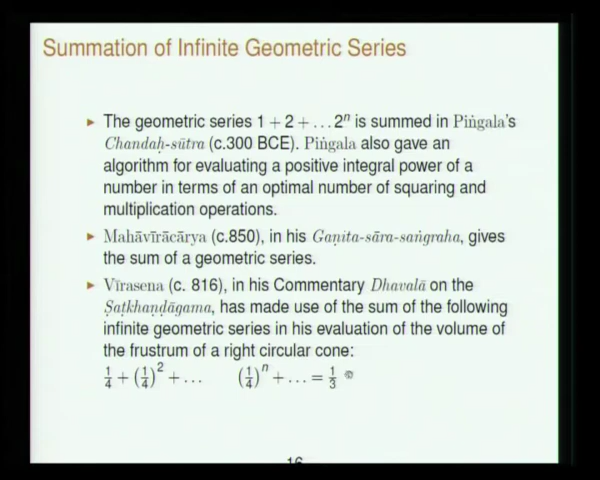 Summation of Infinite Geometric Series
► The geometric series 1 + 2 + ... 2ⁿ is summed in Piṅgala's
Chandaḥ-sūtra (c.300 BCE). Piṅgala also gave an
algorithm for evaluating a positive integral power of a
number in terms of an optimal number of squaring and
multiplication operations.
► Mahāvīrācārya (c.850), in his Gaṇita-sāra-saṅgraha, gives
the sum of a geometric series.
► Vīrasena (c. 816), in his Commentary Dhavalā on the
Ṣaṭkhaṇḍāgama, has made use of the sum of the following
infinite geometric series in his evaluation of the volume of
the frustrum of a right circular cone:
1/4 + (1/4)² + ... (1/4)ⁿ + ... = 1/3
16